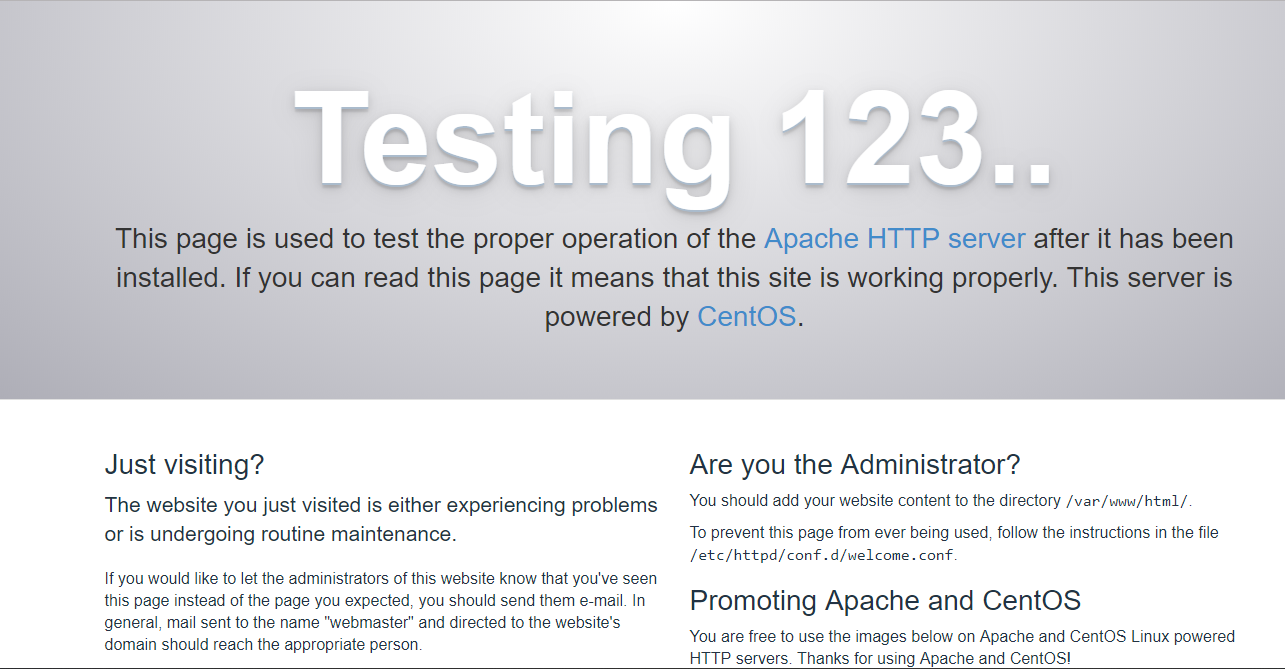 Testing 123..
This page is used to test the proper operation of the Apache HTTP server after it has been
installed. If you can read this page it means that this site is working properly. This server is
powered by CentOS.
Just visiting?
The website you just visited is either experiencing problems
or is undergoing routine maintenance.
If you would like to let the administrators of this website know that you've seen
this page instead of the page you expected, you should send them e-mail. In
general, mail sent to the name "webmaster" and directed to the website's
domain should reach the appropriate person.
Are you the Administrator?
You should add your website content to the directory /var/www/html/.
To prevent this page from ever being used, follow the instructions in the file
/etc/httpd/conf.d/welcome.conf.
Promoting Apache and CentOS
You are free to use the images below on Apache and CentOS Linux powered
HTTP servers. Thanks for using Apache and CentOS!